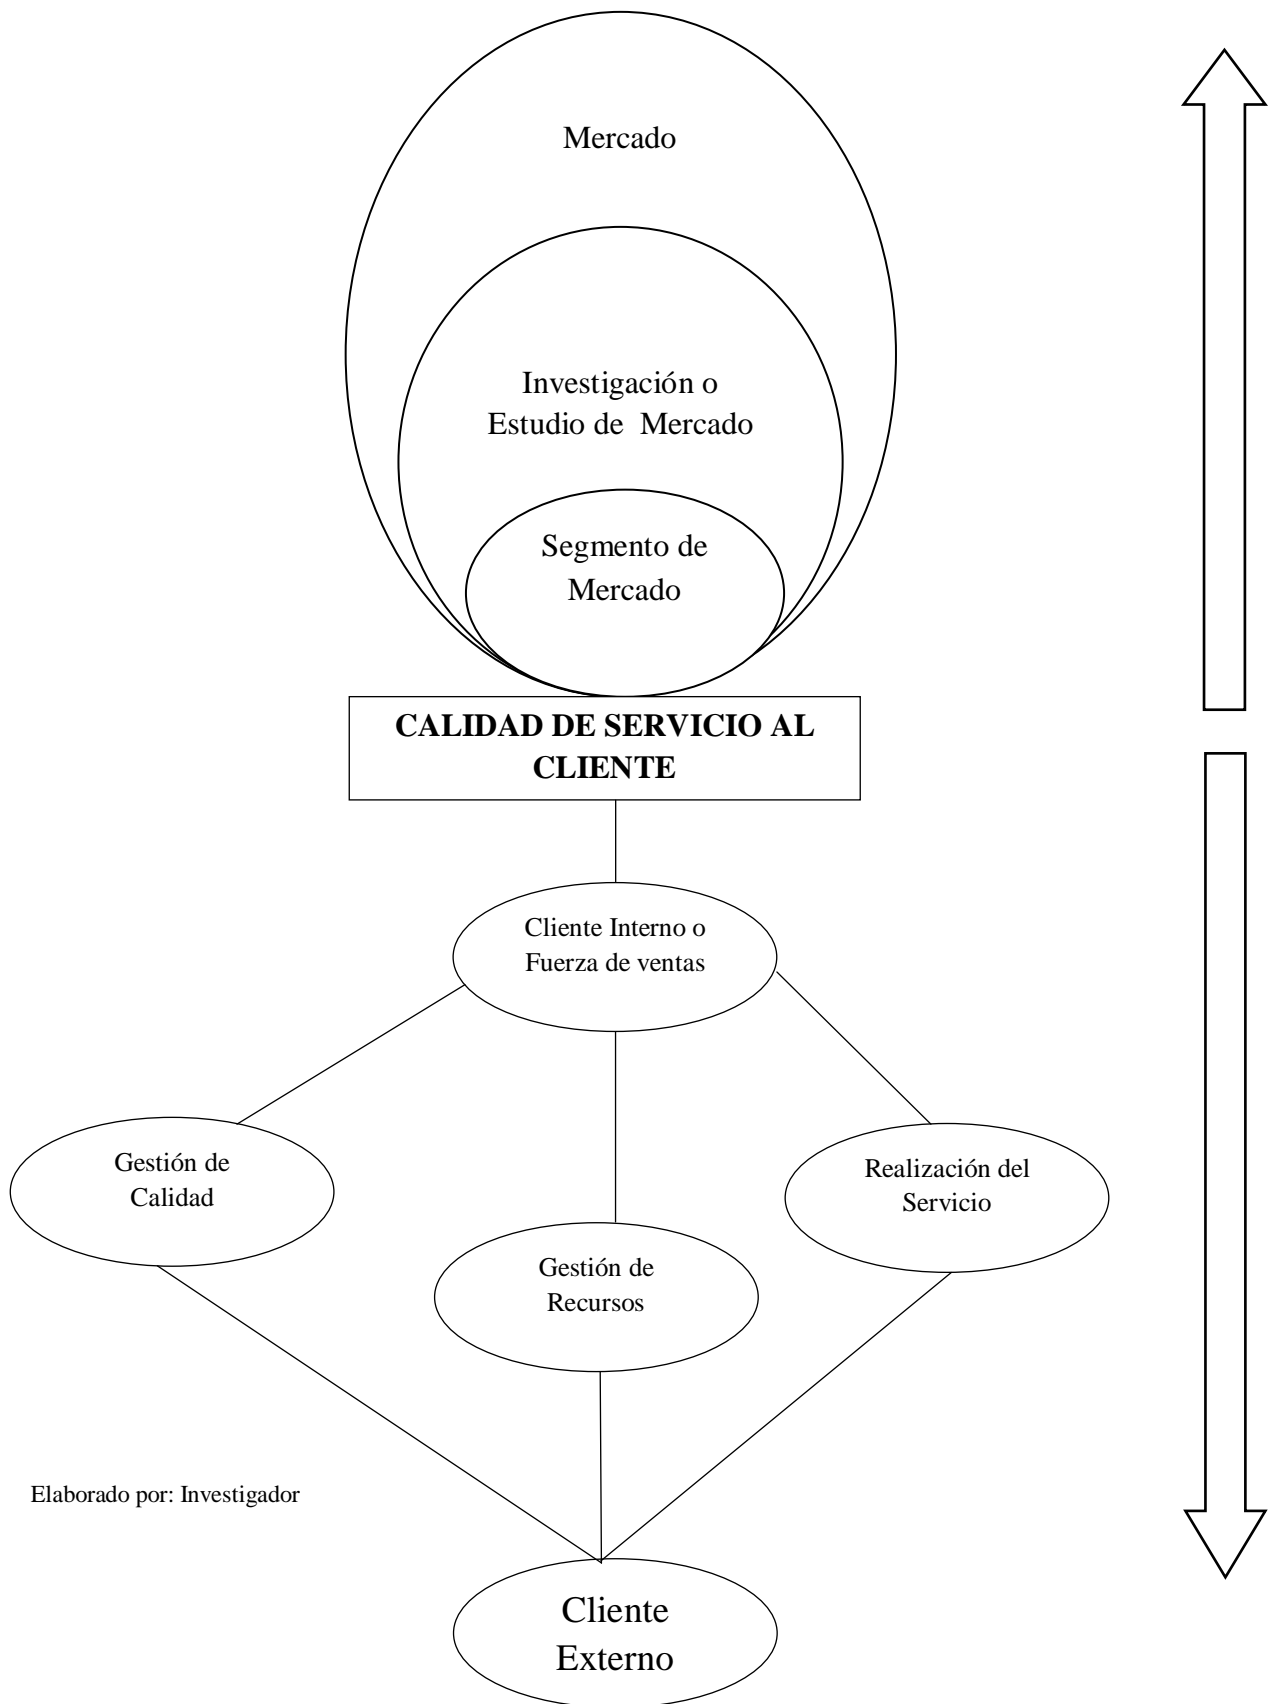 Mercado
Investigación o
Estudio de  Mercado
Segmento de
Mercado
CALIDAD DE SERVICIO AL
CLIENTE
Cliente Interno o
Fuerza de ventas
Gestión de
Calidad
Realización del
Servicio
Gestión de
Recursos
Elaborado por: Investigador
Cliente
Externo